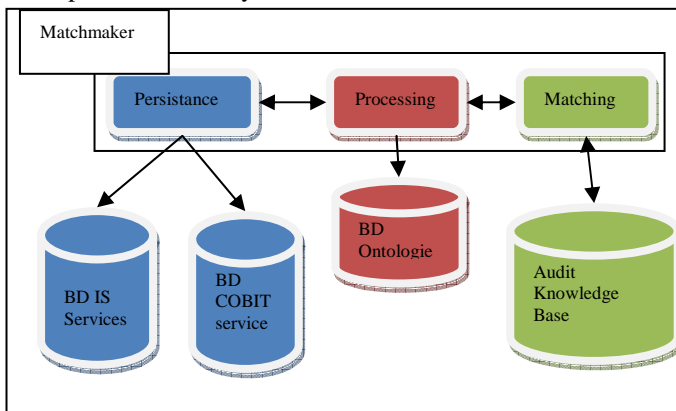 Matchmaker
Persistance
Processing
Matching
BD IS
Services
BD
COBIT
service
BD
Ontologie
Audit
Knowledge
Base